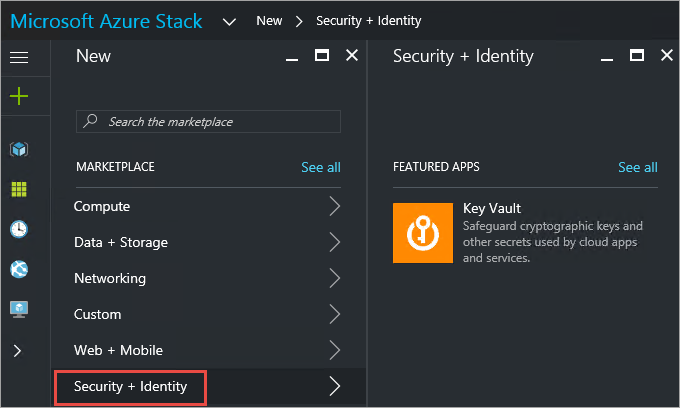 Microsoft Azure Stack New Security + Identity
New
Search the marketplace
MARKETPLACE See all
Compute
Data + Storage
Networking
Custom
Web + Mobile
Security + Identity
Security + Identity
FEATURED APPS See all
Key Vault
Safeguard cryptographic keys and
other secrets used by cloud apps
and services.